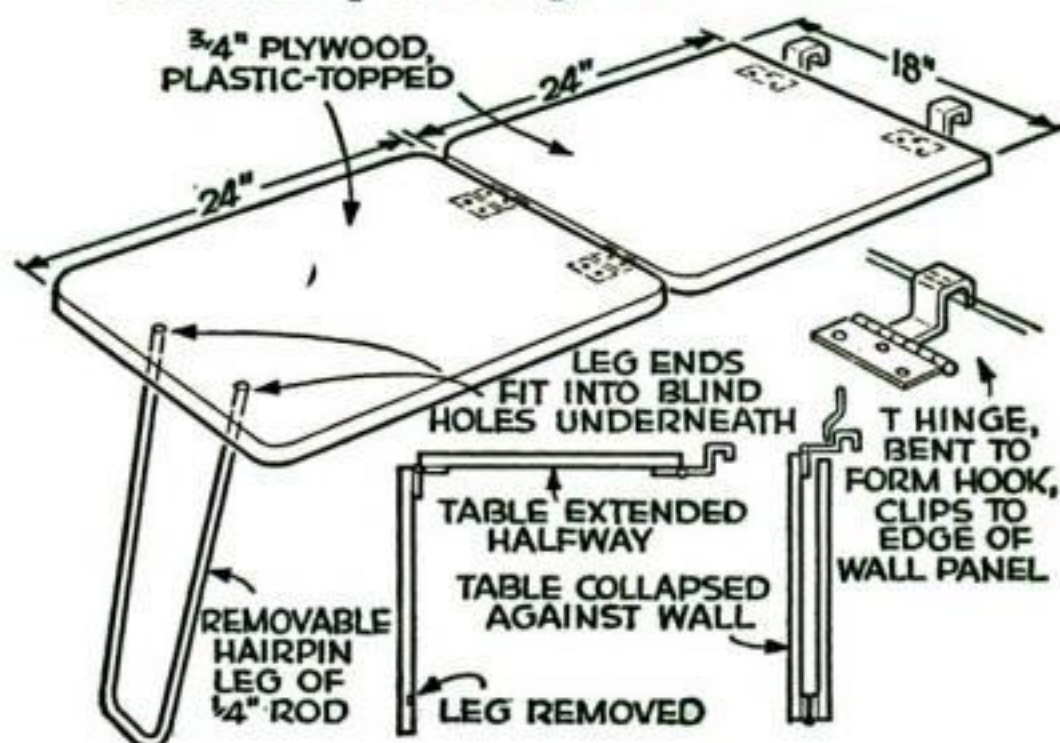 3/4" PLYWOOD,
PLASTIC-TOPPED
24"
24"
18"
LEG ENDS
FIT INTO BLIND
HOLES UNDERNEATH
T HINGE,
BENT TO
FORM HOOK,
CLIPS TO
EDGE OF
WALL PANEL
TABLE EXTENDED
HALFWAY
TABLE COLLAPSED
AGAINST WALL
REMOVABLE
HAIRPIN
LEG OF
1/4" ROD
LEG REMOVED